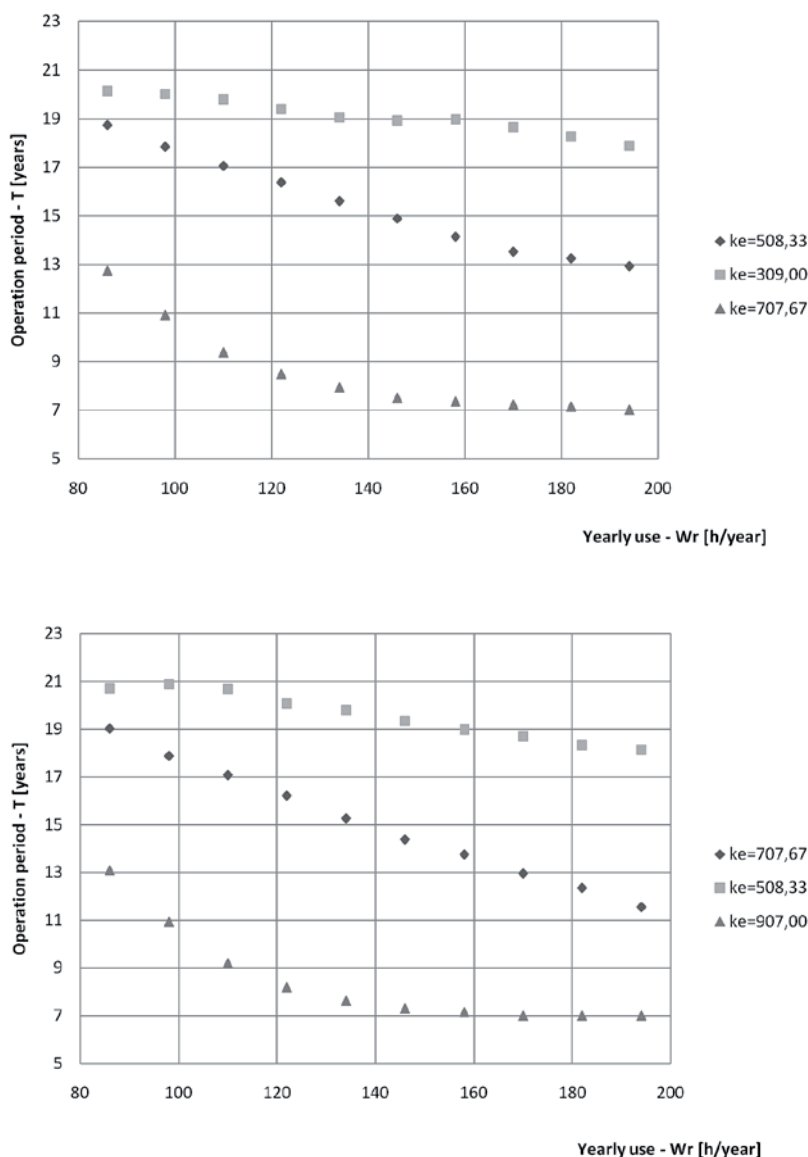 Operation period - T [years]
23
21
19
17
15
13
11
9
7
5
80 100 120 140 160 180 200
Yearly use - Wr [h/year]
ke=508,33
ke=309,00
ke=707,67
Operation period - T [years]
23
21
19
17
15
13
11
9
7
5
80 100 120 140 160 180 200
Yearly use - Wr [h/year]
ke=707,67
ke=508,33
ke=907,00